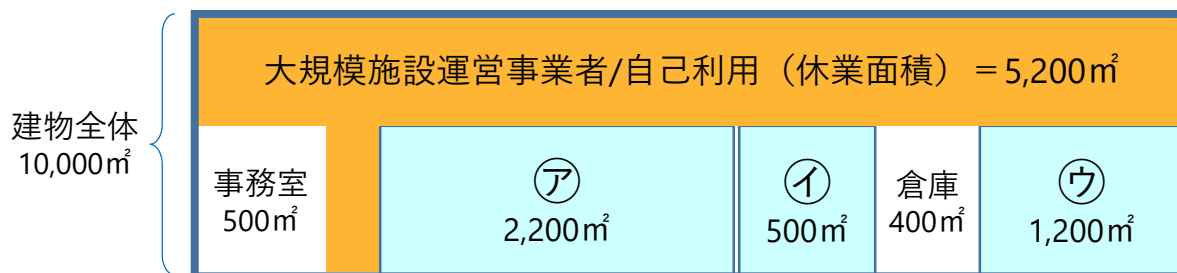 大規模施設運営事業者/自己利用（休業面積）＝5,200㎡
建物全体
10,000㎡
事務室
500㎡
㋐
2,200㎡
㋑
500㎡
倉庫
400㎡
㋒
1,200㎡